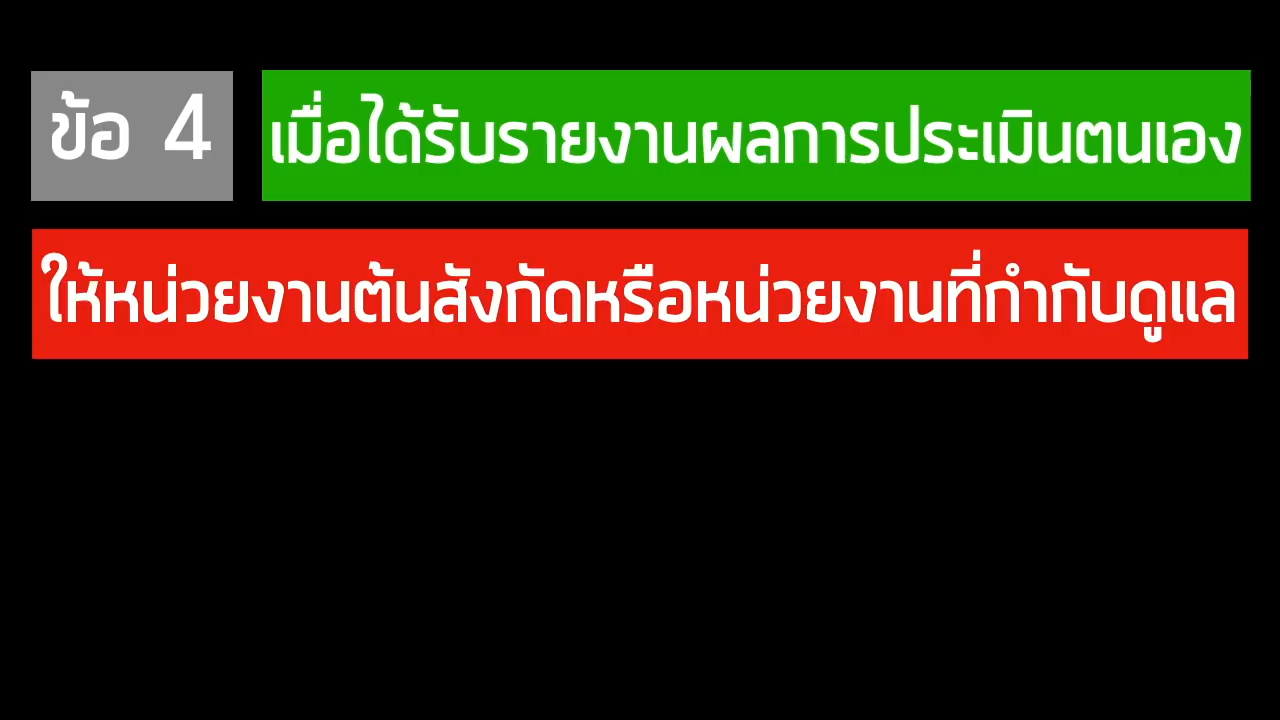 ข้อ 4 เมื่อได้รับรายงานผลการประเมินตนเอง
ให้หน่วยงานต้นสังกัดหรือหน่วยงานที่กำกับดูแล